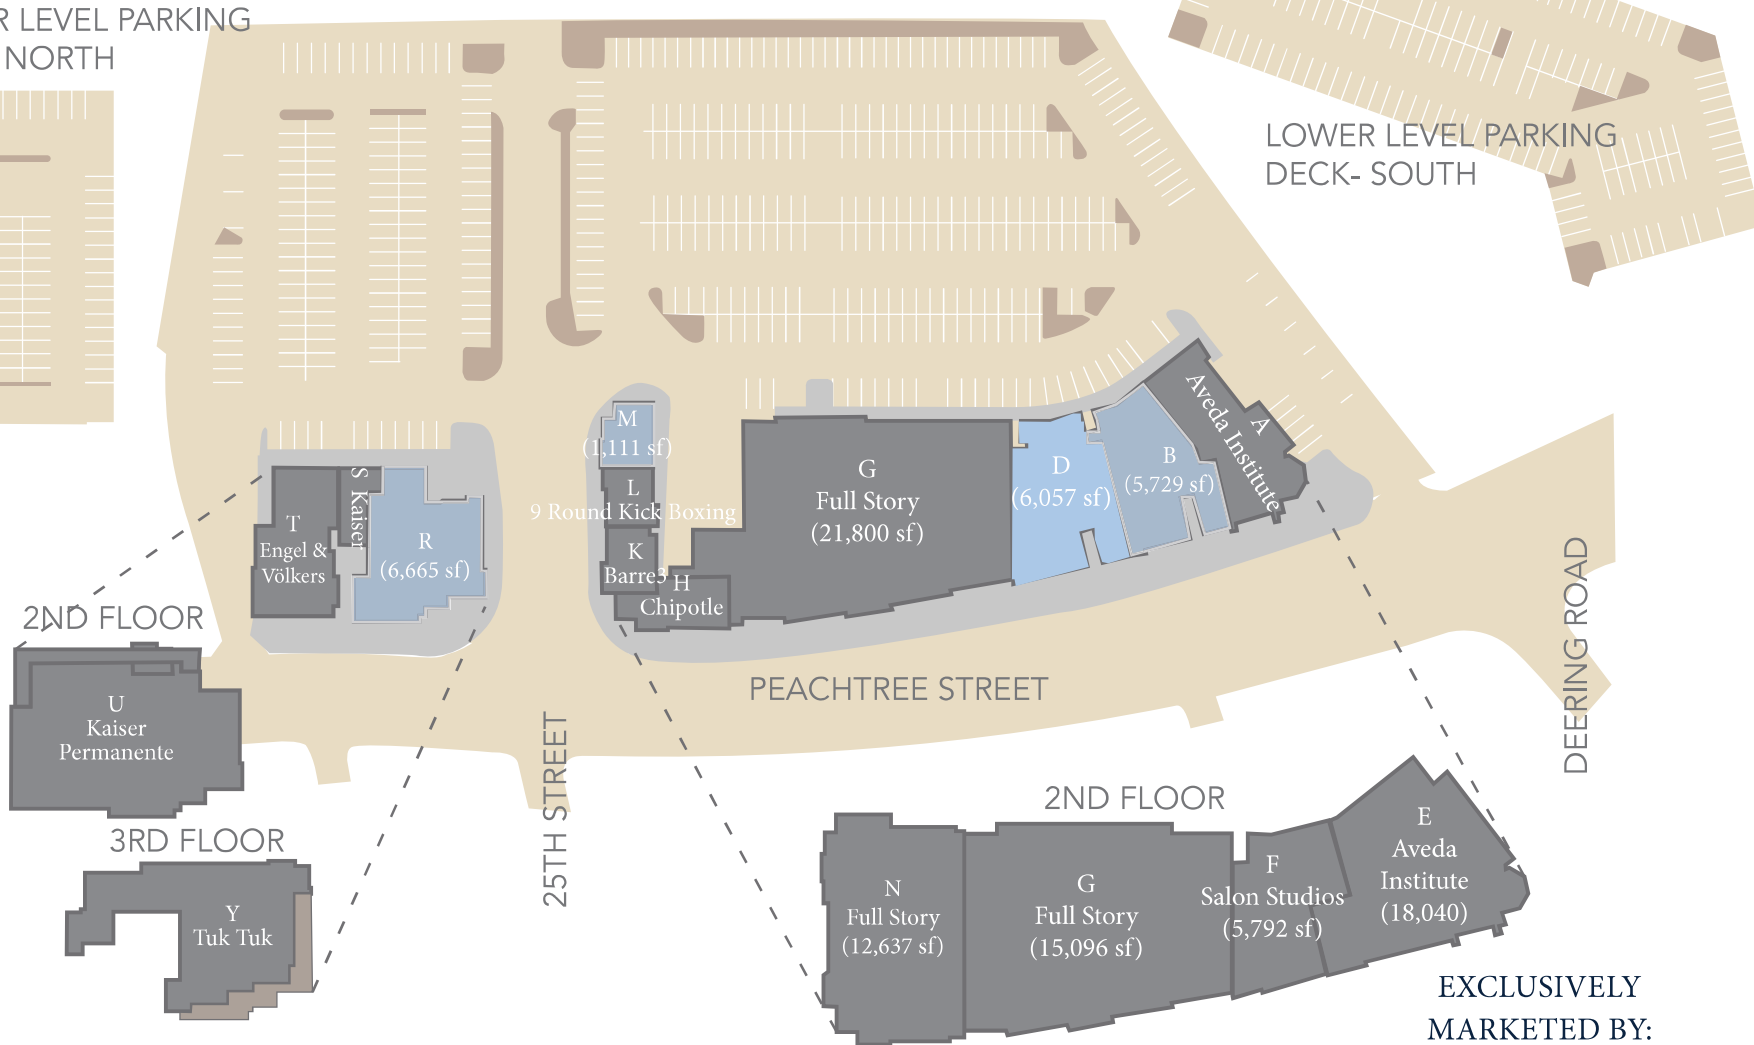 R LEVEL PARKING
NORTH
LOWER LEVEL PARKING
DECK- SOUTH
M
(1,111 sf)
L
9 Round Kick Boxing
K
Barre3
H
Chipotle
G
Full Story
(21,800 sf)
D
(6,057 sf)
B
(5,729 sf)
A
Aveda Institute
S Kaiser
T
Engel &
Völkers
R
(6,665 sf)
2ND FLOOR
U
Kaiser
Permanente
3RD FLOOR
Y
Tuk Tuk
25TH STREET
PEACHTREE STREET
DEERING ROAD
2ND FLOOR
N
Full Story
(12,637 sf)
G
Full Story
(15,096 sf)
F
Salon Studios
(5,792 sf)
E
Aveda
Institute
(18,040)
EXCLUSIVELY
MARKETED BY: